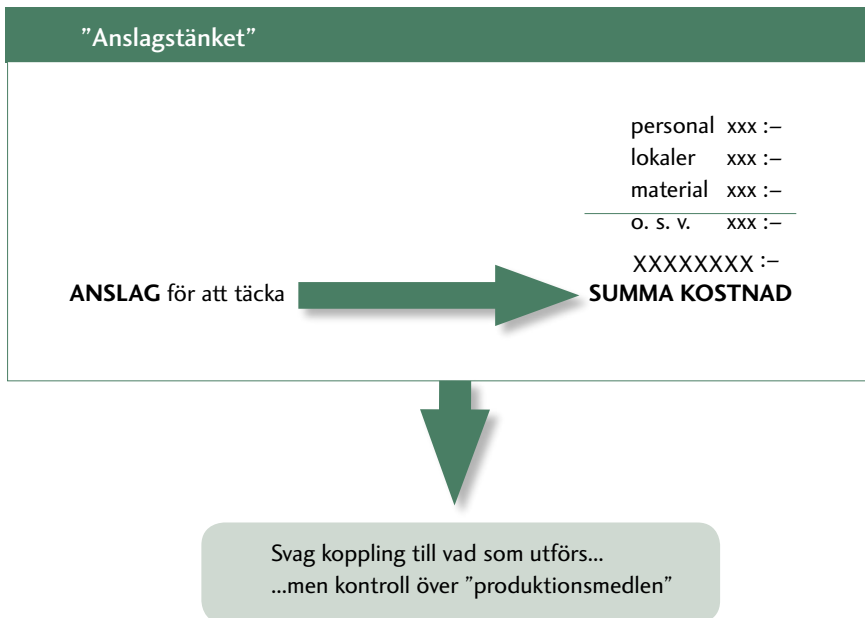 ”Anslagstänket”
personal xxx :–
lokaler xxx :–
material xxx :–
o. s. v. xxx :–
XXXXXXXX :–
ANSLAG för att täcka
SUMMA KOSTNAD
Svag koppling till vad som utförs...
...men kontroll över ”produktionsmedlen”